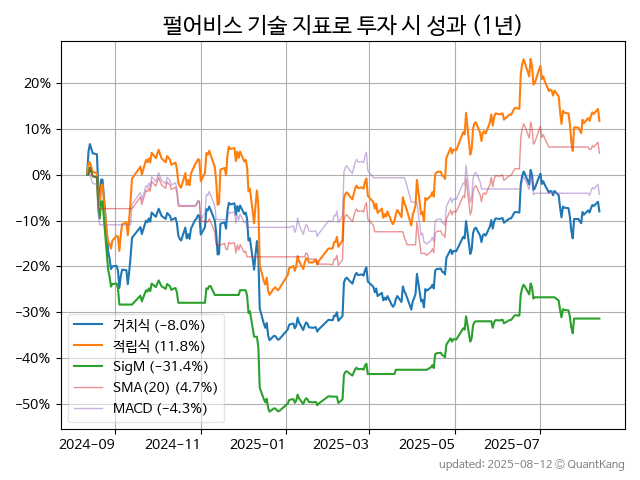 펄어비스 기술 지표로 투자 시 성과 (1년)
20%
10%
0%
−10%
−20%
−30%
−40%
−50%
거치식 (−8.0%)
적립식 (11.8%)
SigM (−31.4%)
SMA(20) (4.7%)
MACD (−4.3%)
2024-09 2024-11 2025-01 2025-03 2025-05 2025-07
updated: 2025-08-12 © QuantKang